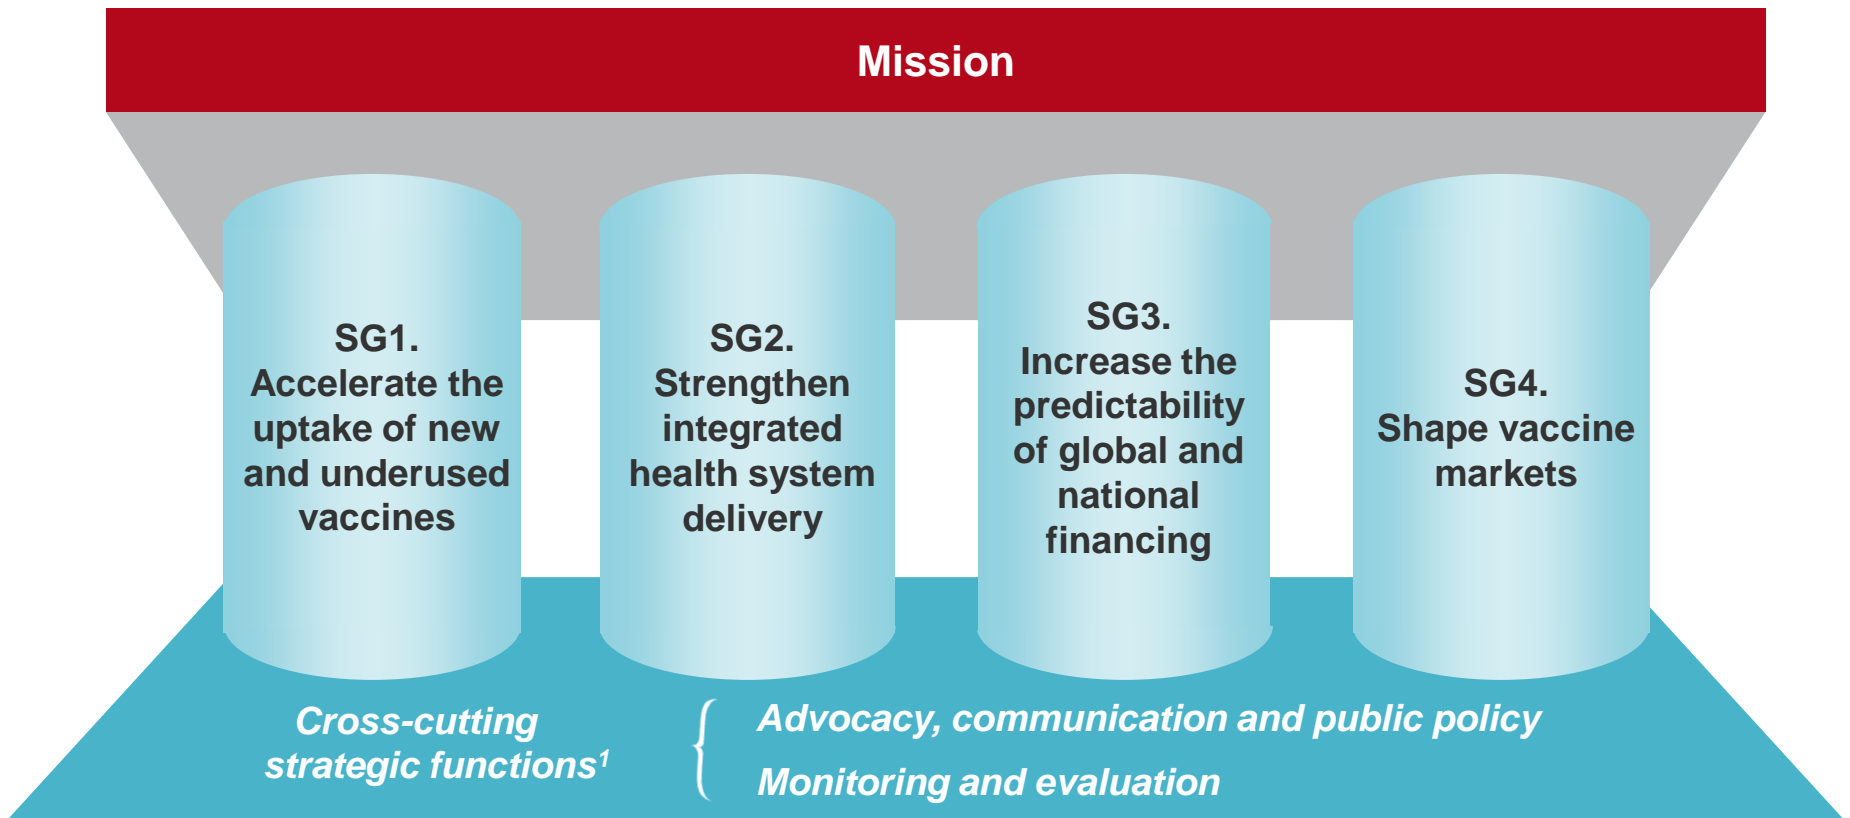 Mission
SG1.
Accelerate the
uptake of new
and underused
vaccines
SG2.
Strengthen
integrated
health system
delivery
SG3.
Increase the
predictability
of global and
national
financing
SG4.
Shape vaccine
markets
Cross-cutting
strategic functions¹
Advocacy, communication and public policy
Monitoring and evaluation